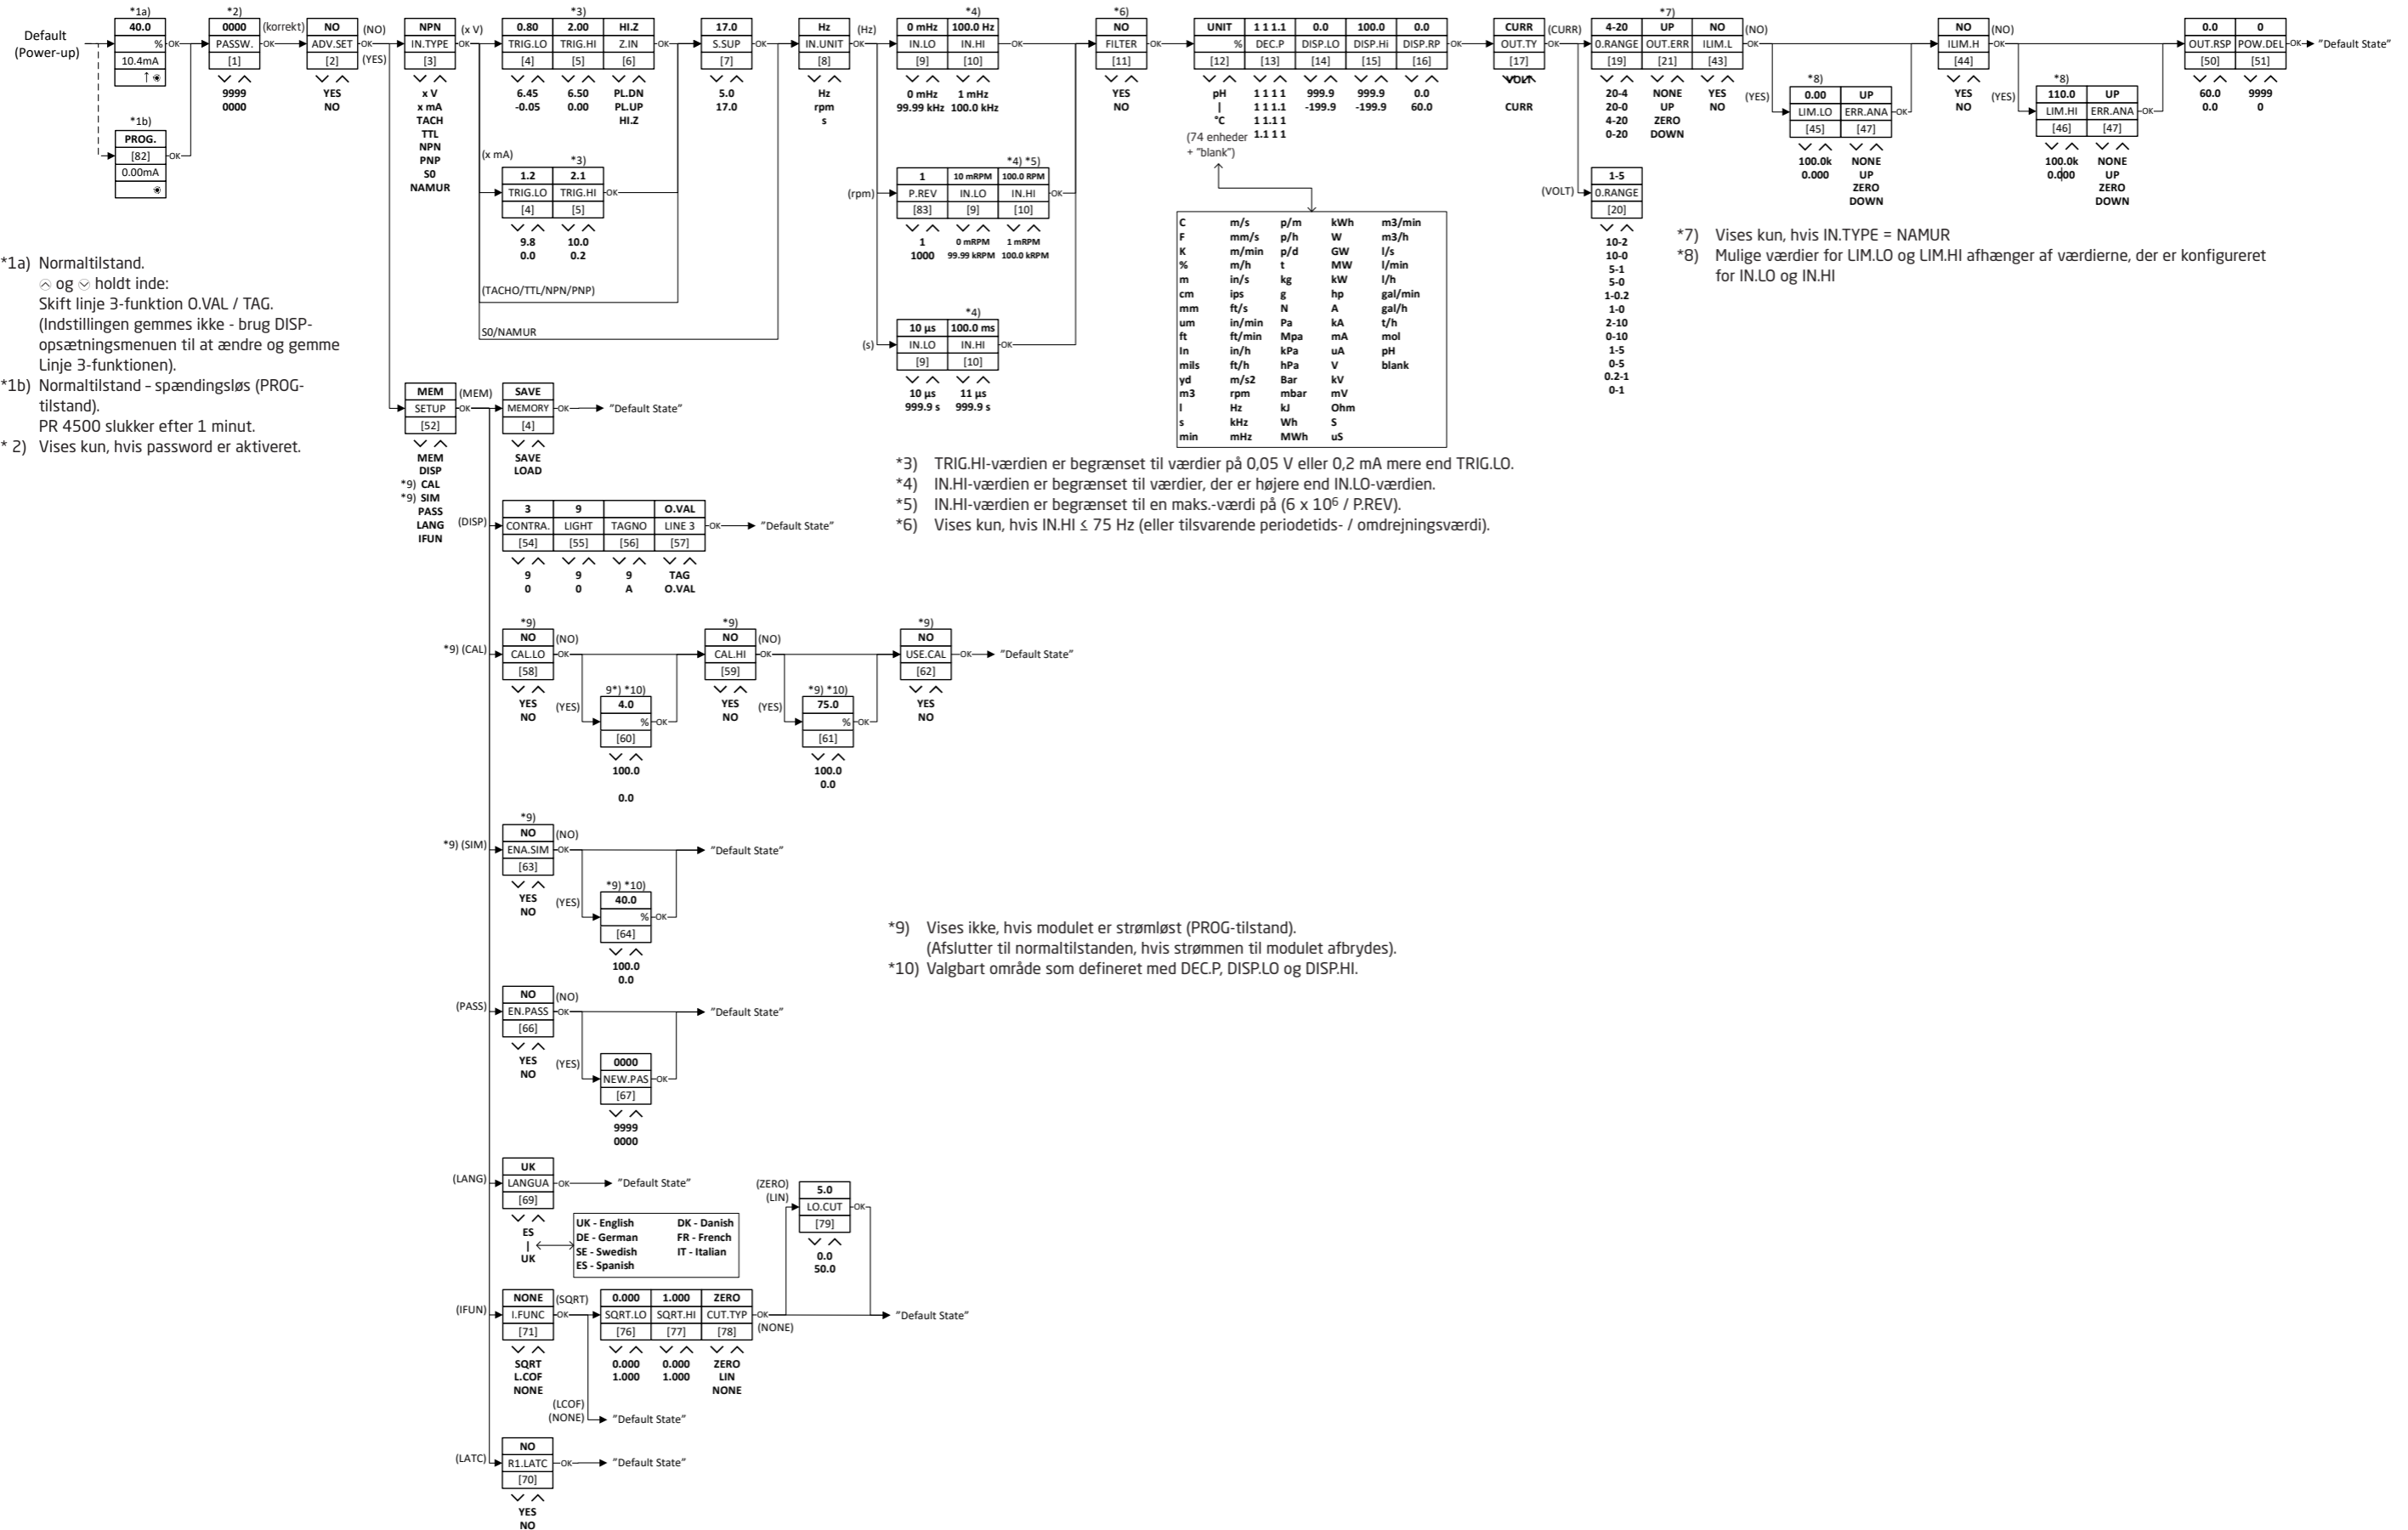 Default
(Power-up)
*1a)
40.0
%
10.4mA
↑
OK
*1b)
PROG.
[82]
0.00mA
OK
*2)
0000
PASSW.
[1]
9999
0000
OK
(korrekt)
NO
ADV.SET
[2]
YES
NO
OK
(NO)
(YES)
NPN
IN.TYPE
[3]
x V
x mA
TACH
TTL
NPN
PNP
S0
NAMUR
OK
(x V)
*3)
0.80 2.00 HI.Z
TRIG.LO TRIG.HI Z.IN
[4] [5] [6]
6.45 6.50 PL.DN
-0.05 0.00 PL.UP
HI.Z
OK
(x mA)
*3)
1.2 2.1
TRIG.LO TRIG.HI
[4] [5]
9.8 10.0
0.0 0.2
OK
(TACHO/TTL/NPN/PNP)
S0/NAMUR
17.0
S.SUP
[7]
5.0
17.0
OK
Hz
IN.UNIT
[8]
Hz
rpm
s
OK
(Hz)
*4)
0 mHz 100.0 Hz
IN.LO IN.HI
[9] [10]
0 mHz 1 mHz
99.99 kHz 100.0 kHz
OK
(rpm)
*4) *5)
1 10 mRPM 100.0 RPM
P.REV IN.LO IN.HI
[83] [9] [10]
1 0 mRPM 1 mRPM
1000 99.99 kRPM 100.0 kRPM
OK
(s)
*4)
10 µs 100.0 ms
IN.LO IN.HI
[9] [10]
10 µs 11 µs
999.9 s 999.9 s
OK
*6)
NO
FILTER
[11]
YES
NO
OK
UNIT 1 1 1.1 0.0 100.0 0.0
% DEC.P DISP.LO DISP.Hi DISP.RP
[12] [13] [14] [15] [16]
pH 1 1 1 1 999.9 999.9 0.0
| 1 1 1.1 -199.9 -199.9 60.0
°C 1 1.1 1
1.1 1 1
(74 enheder
+ "blank")
OK
C m/s p/m kWh m3/min
F mm/s p/h W m3/h
K m/min p/d GW l/s
% m/h t MW l/min
m in/s kg kW l/h
cm ips g hp gal/min
mm ft/s N A gal/h
um in/min Pa kA t/h
ft ft/min Mpa mA mol
In in/h kPa uA pH
mils ft/h hPa V blank
yd m/s2 Bar kV
m3 rpm mbar mV
l Hz kJ Ohm
s kHz Wh S
min mHz MWh uS
CURR
OUT.TY
[17]
VOLT
CURR
OK
(CURR)
*7)
4-20 UP NO
0.RANGE OUT.ERR ILIM.L
[19] [21] [43]
20-4 NONE YES
20-0 UP NO
4-20 ZERO
0-20 DOWN
OK
(VOLT)
1-5
0.RANGE
[20]
10-2
10-0
5-1
5-0
1-0.2
1-0
2-10
0-10
1-5
0-5
0.2-1
0-1
(NO)
(YES)
*8)
0.00 UP
LIM.LO ERR.ANA
[45] [47]
100.0k NONE
0.000 UP
ZERO
DOWN
OK
NO
ILIM.H
[44]
YES
NO
OK
(NO)
(YES)
*8)
110.0 UP
LIM.HI ERR.ANA
[46] [47]
100.0k NONE
0.000 UP
ZERO
DOWN
OK
0.0 0
OUT.RSP POW.DEL
[50] [51]
60.0 9999
0.0 0
OK
"Default State"
*7) Vises kun, hvis IN.TYPE = NAMUR
*8) Mulige værdier for LIM.LO og LIM.HI afhænger af værdierne, der er konfigureret
for IN.LO og IN.HI
*1a) Normaltilstand.
og holdt inde:
Skift linje 3-funktion O.VAL / TAG.
(Indstillingen gemmes ikke - brug DISP-
opsætningsmenuen til at ændre og gemme
Linje 3-funktionen).
*1b) Normaltilstand – spændingsløs (PROG-
tilstand).
PR 4500 slukker efter 1 minut.
* 2) Vises kun, hvis password er aktiveret.
*3) TRIG.HI-værdien er begrænset til værdier på 0,05 V eller 0,2 mA mere end TRIG.LO.
*4) IN.HI-værdien er begrænset til værdier, der er højere end IN.LO-værdien.
*5) IN.HI-værdien er begrænset til en maks.-værdi på (6 x 10⁶ / P.REV).
*6) Vises kun, hvis IN.HI ≤ 75 Hz (eller tilsvarende periodetids- / omdrejningsværdi).
MEM
SETUP
[52]
MEM
DISP
*9) CAL
*9) SIM
PASS
LANG
IFUN
OK
(MEM)
SAVE
MEMORY
[4]
SAVE
LOAD
OK
"Default State"
(DISP)
3 9 O.VAL
CONTRA. LIGHT TAGNO LINE 3
[54] [55] [56] [57]
9 9 9 TAG
0 0 A O.VAL
OK
"Default State"
*9) (CAL)
*9)
NO
CAL.LO
[58]
YES
NO
OK
(NO)
(YES)
9*) *10)
4.0
%
[60]
100.0
0.0
OK
*9)
NO
CAL.HI
[59]
YES
NO
OK
(NO)
(YES)
*9) *10)
75.0
%
[61]
100.0
0.0
OK
*9)
NO
USE.CAL
[62]
YES
NO
OK
"Default State"
*9) (SIM)
*9)
NO
ENA.SIM
[63]
YES
NO
OK
(NO)
(YES)
*9) *10)
40.0
%
[64]
100.0
0.0
OK
"Default State"
*9) Vises ikke, hvis modulet er strømløst (PROG-tilstand).
(Afslutter til normaltilstanden, hvis strømmen til modulet afbrydes).
*10) Valgbart område som defineret med DEC.P, DISP.LO og DISP.HI.
(PASS)
NO
EN.PASS
[66]
YES
NO
OK
(NO)
(YES)
0000
NEW.PAS
[67]
9999
0000
OK
"Default State"
(LANG)
UK
LANGUA
[69]
ES
|
UK
OK
"Default State"
UK - English DK - Danish
DE - German FR - French
SE - Swedish IT - Italian
ES - Spanish
(IFUN)
NONE
I.FUNC
[71]
SQRT
L.COF
NONE
OK
(SQRT)
0.000 1.000 ZERO
SQRT.LO SQRT.HI CUT.TYP
[76] [77] [78]
0.000 0.000 ZERO
1.000 1.000 LIN
NONE
OK
(NONE)
(ZERO)
(LIN)
5.0
LO.CUT
[79]
0.0
50.0
OK
"Default State"
(LCOF)
(NONE)
"Default State"
(LATC)
NO
R1.LATC
[70]
YES
NO
OK
"Default State"